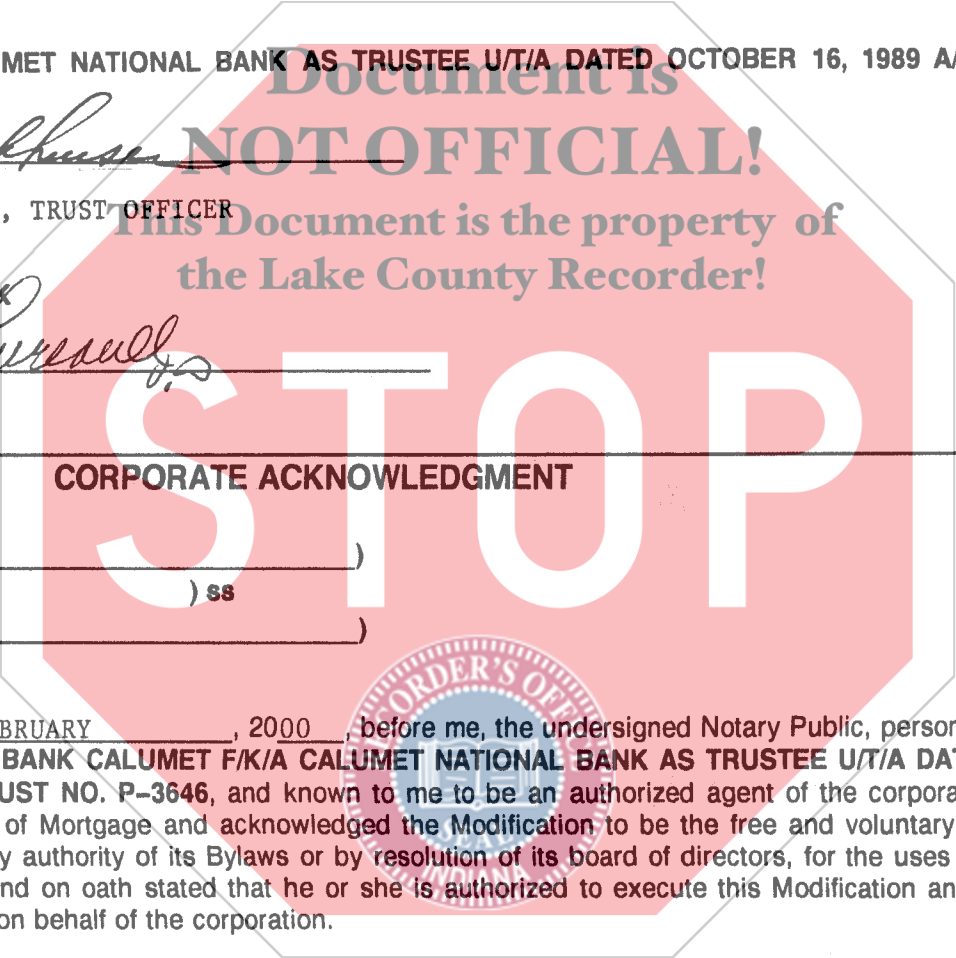 MET NATIONAL BANK AS TRUSTEE U/T/A DATED OCTOBER 16, 1989 A/
Document is
NOT OFFICIAL!
, TRUST OFFICER
This Document is the property of
the Lake County Recorder!
STOP
CORPORATE ACKNOWLEDGMENT
)
) ss
)
RECORDER'S OFFICE
BRUARY , 2000 , before me, the undersigned Notary Public, person
BANK CALUMET F/K/A CALUMET NATIONAL BANK AS TRUSTEE U/T/A DAT
UST NO. P-3646, and known to me to be an authorized agent of the corpora
of Mortgage and acknowledged the Modification to be the free and voluntary
y authority of its Bylaws or by resolution of its board of directors, for the uses
nd on oath stated that he or she is authorized to execute this Modification an
on behalf of the corporation.
SEAL
INDIANA